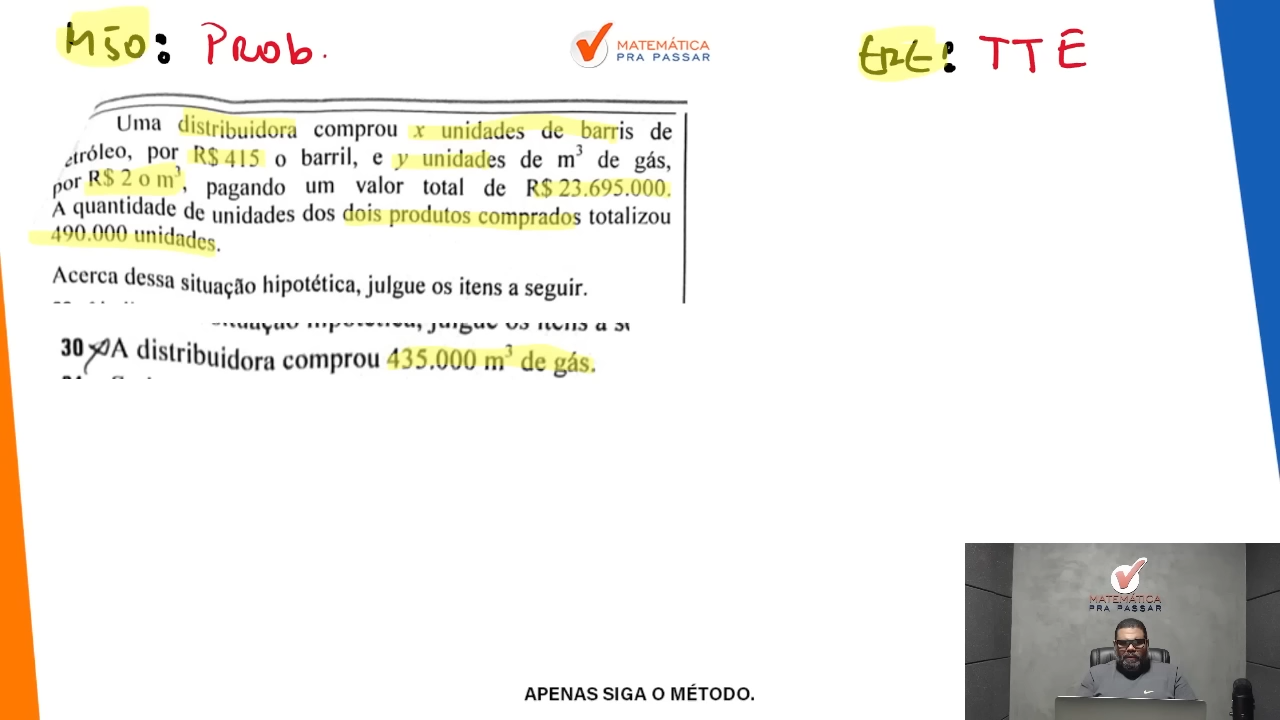 M50: PROB.
MATEMÁTICA
PRA PASSAR
: TTE
Uma distribuidora comprou x unidades de barris de
etróleo, por R$ 415 o barril, e y unidades de m³ de gás,
por R$ 2 o m³, pagando um valor total de R$ 23.695.000.
A quantidade de unidades dos dois produtos comprados totalizou
490.000 unidades.
Acerca dessa situação hipotética, julgue os itens a seguir.
30 A distribuidora comprou 435.000 m³ de gás.
MATEMÁTICA
PRA PASSAR
APENAS SIGA O MÉTODO.